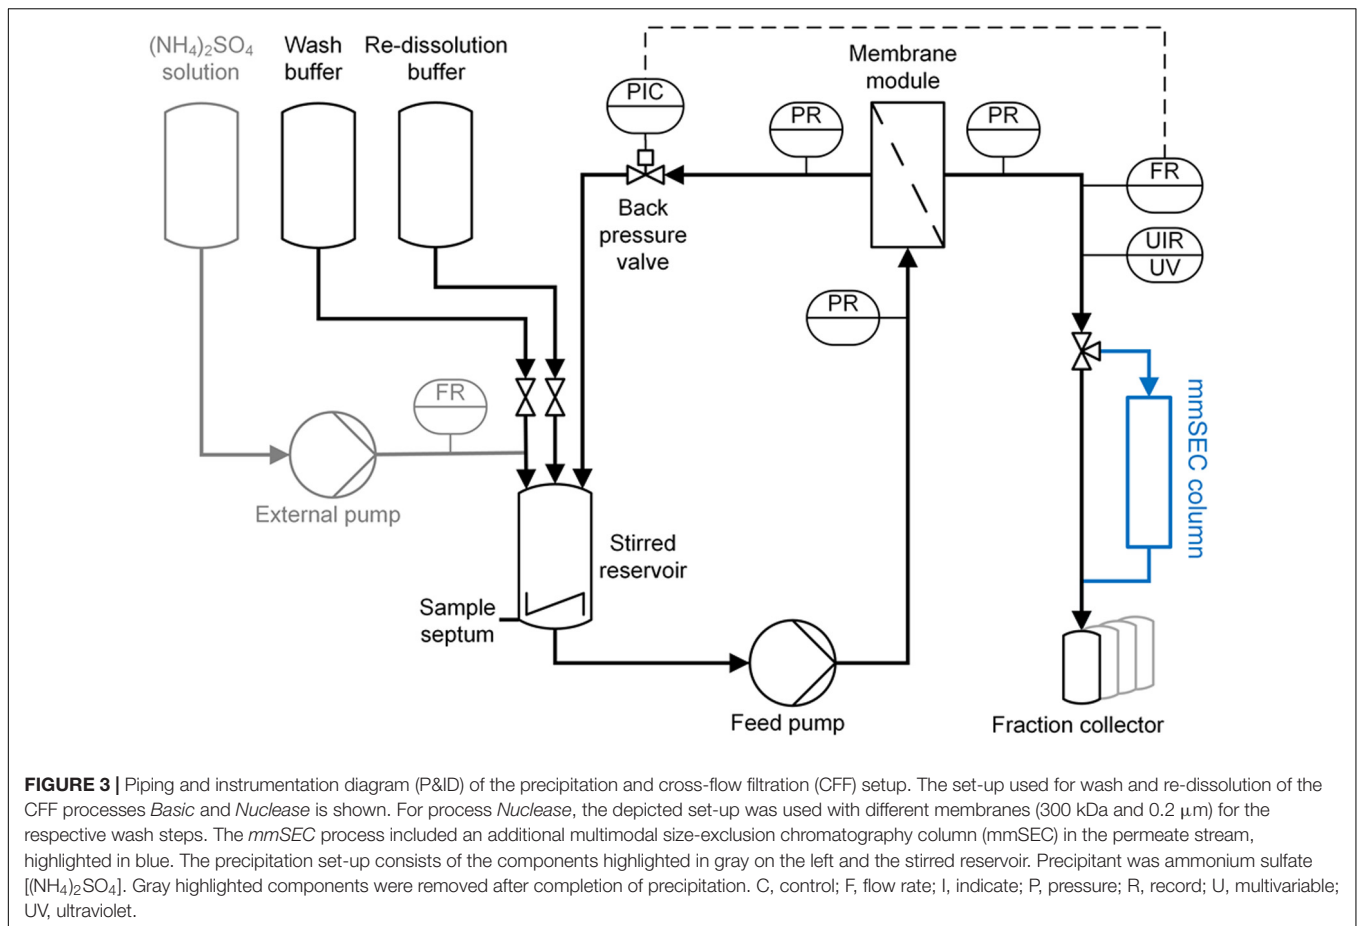 (NH4)2SO4
solution
Wash
buffer
Re-dissolution
buffer
PIC
PR
Membrane
module
PR
FR
UIR
UV
Back
pressure
valve
PR
FR
External pump
Stirred
reservoir
Sample
septum
Feed pump
mmSEC column
Fraction collector
FIGURE 3 | Piping and instrumentation diagram (P&ID) of the precipitation and cross-flow filtration (CFF) setup. The set-up used for wash and re-dissolution of the
CFF processes Basic and Nuclease is shown. For process Nuclease, the depicted set-up was used with different membranes (300 kDa and 0.2 μm) for the
respective wash steps. The mmSEC process included an additional multimodal size-exclusion chromatography column (mmSEC) in the permeate stream,
highlighted in blue. The precipitation set-up consists of the components highlighted in gray on the left and the stirred reservoir. Precipitant was ammonium sulfate
[(NH4)2SO4]. Gray highlighted components were removed after completion of precipitation. C, control; F, flow rate; I, indicate; P, pressure; R, record; U, multivariable;
UV, ultraviolet.